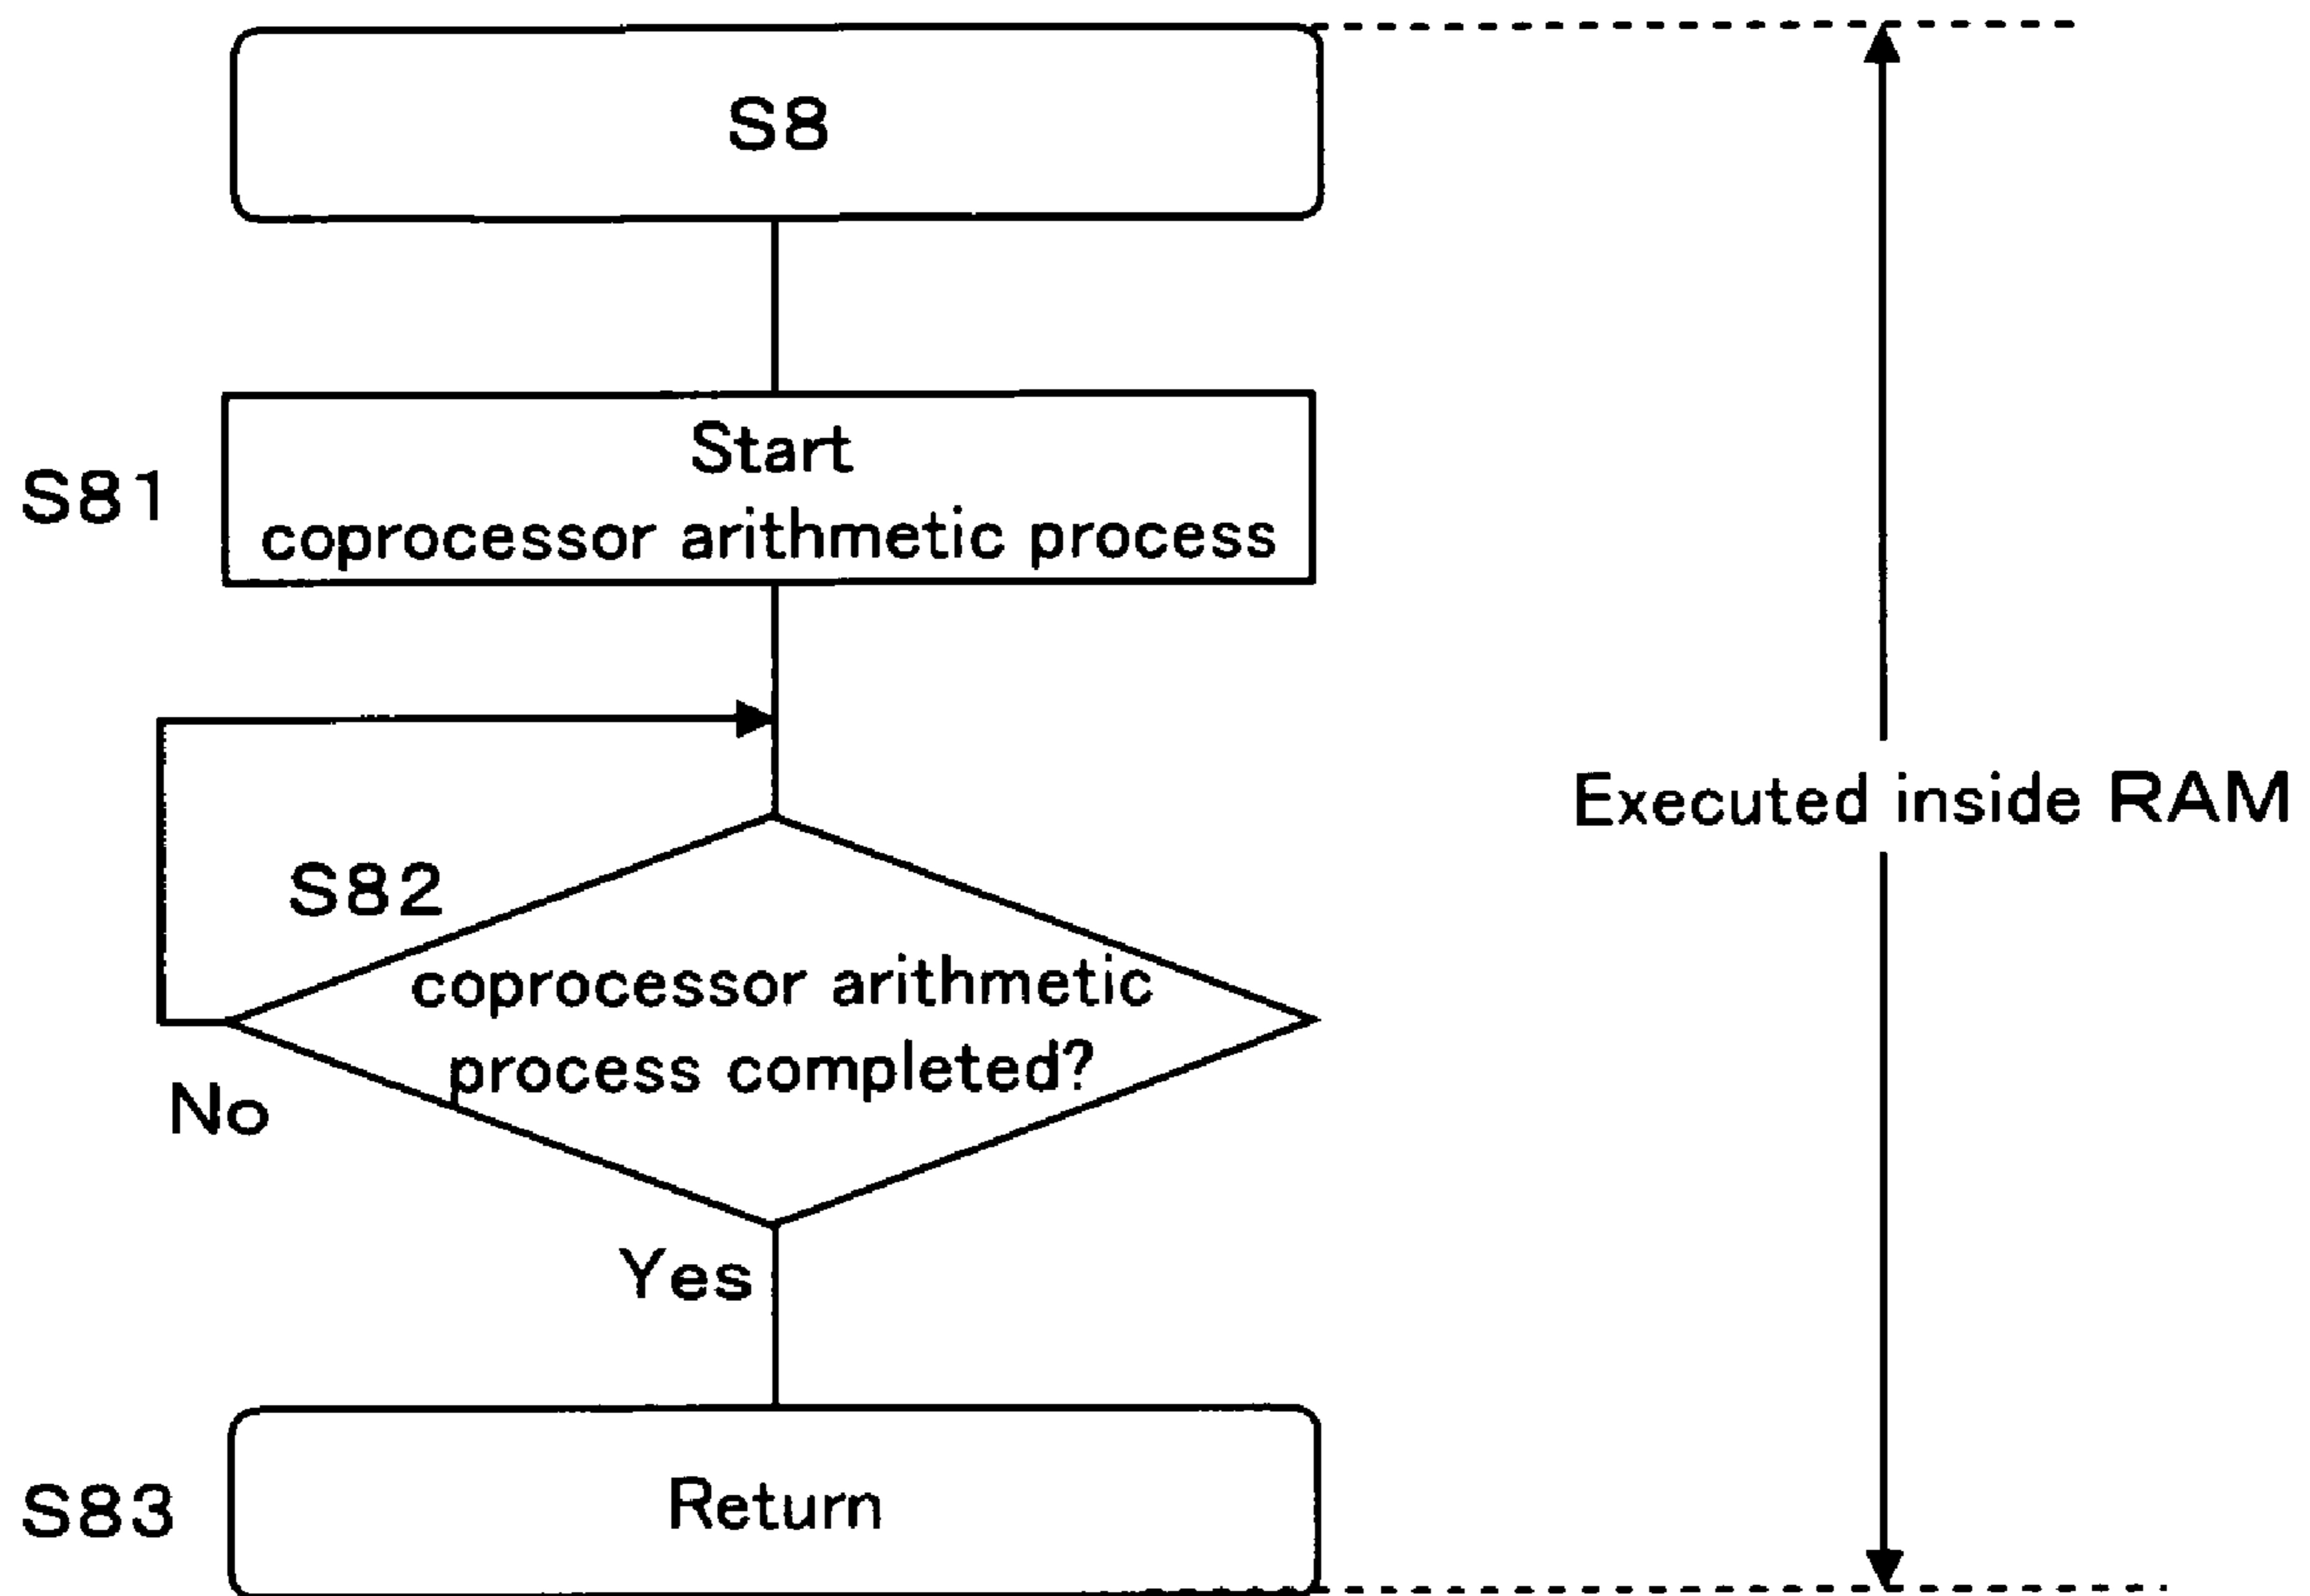 S8
S81
Start
coprocessor arithmetic process
Executed inside RAM
S82
coprocessor arithmetic
process completed?
No
Yes
S83
Return